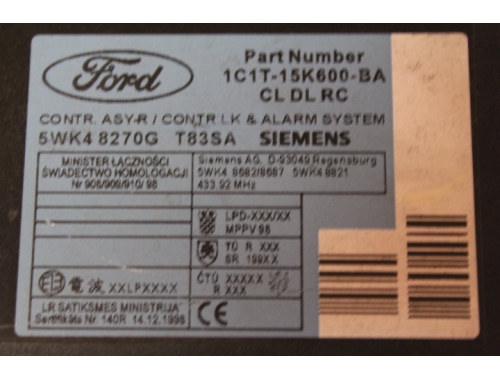 Ford
Part Number
1C1T-15K600-BA
CL DL RC
CONTR. ASY-R / CONTR LK & ALARM SYSTEM
5WK4 8270G T83SA SIEMENS
MINISTER ŁĄCZNOŚCI
ŚWIADECTWO HOMOLOGACJI
Nr 908/909/910/ 98
Siemens AG, D-93049 Regensburg
5WK4 8682/8687 5WK4 8821
433.92 MHz
LPD-XXX/XX
MPPV 98
TÜ R XXX
SR 199XX
電波 XXLPXXXX
ČTÚ XXXXX
R XXX
LR SATIKSMES MINISTRIJA
Sertifikāts Nr. 140R 14.12.1998
CE